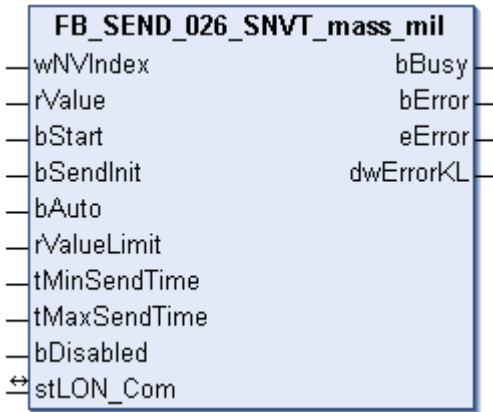 FB_SEND_026_SNVT_mass_mil
wNVIndex bBusy
rValue bError
bStart eError
bSendInit dwErrorKL
bAuto
rValueLimit
tMinSendTime
tMaxSendTime
bDisabled
stLON_Com